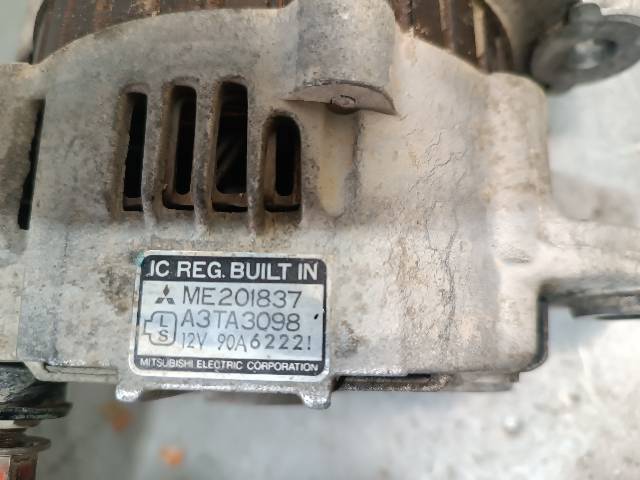 IC REG. BUILT IN
ME201837
A3TA3098
L
S
12V 90A 62221
MITSUBISHI ELECTRIC CORPORATION